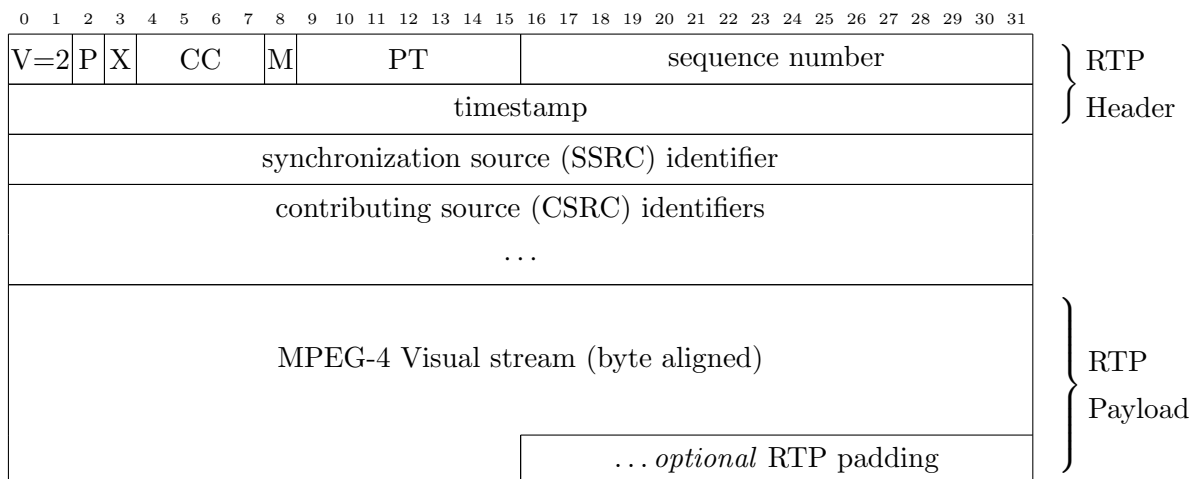 0 1 2 3 4 5 6 7 8 9 10 11 12 13 14 15 16 17 18 19 20 21 22 23 24 25 26 27 28 29 30 31
V=2 P X CC M PT sequence number RTP
timestamp Header
synchronization source (SSRC) identifier
contributing source (CSRC) identifiers
...
MPEG-4 Visual stream (byte aligned) RTP
Payload
... optional RTP padding